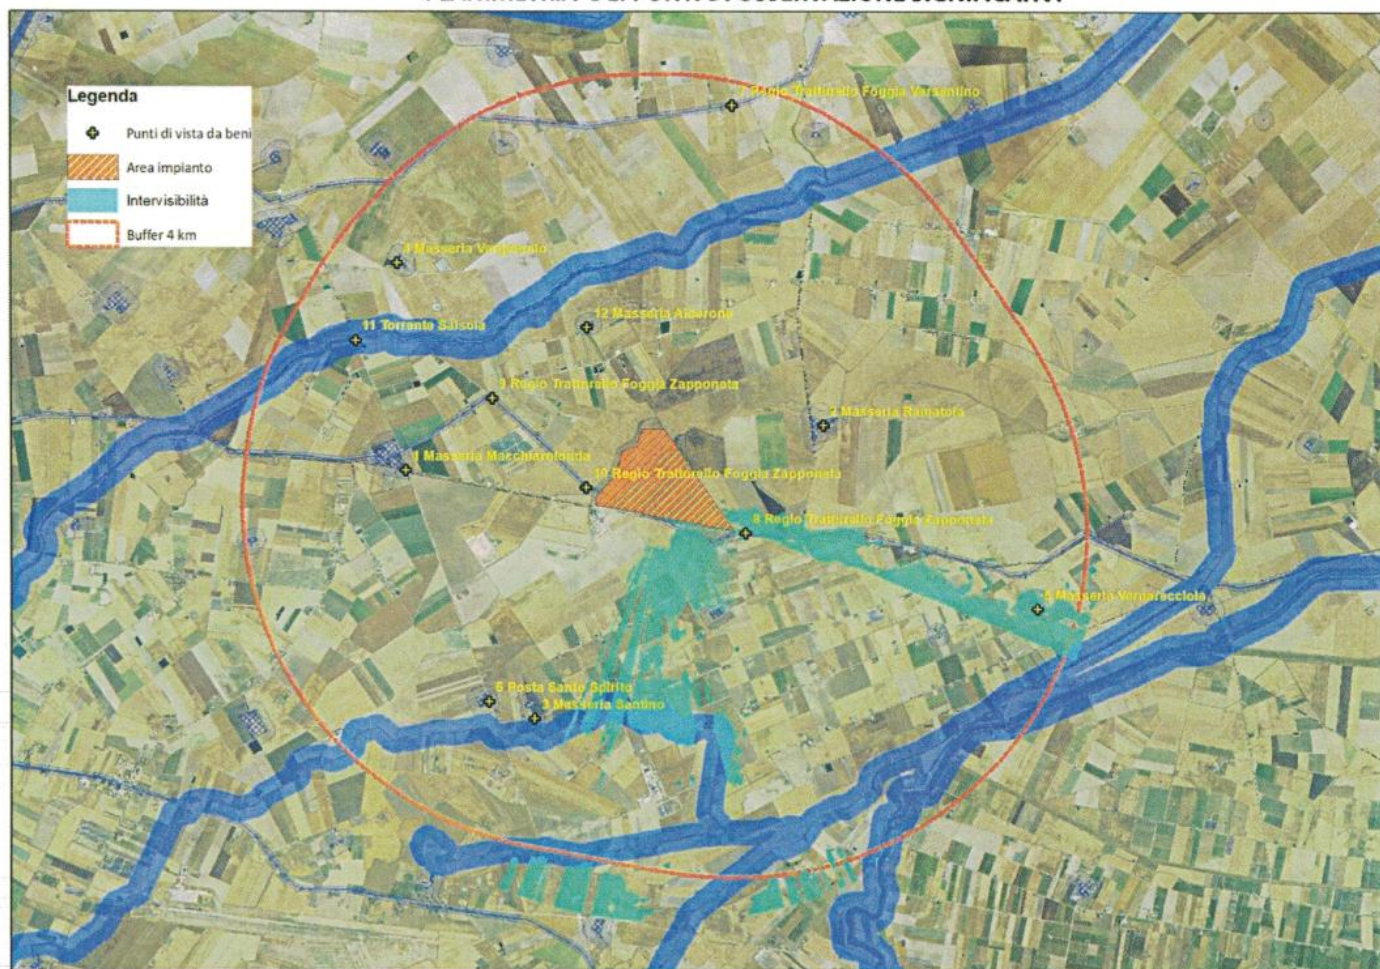 Legenda
Punti di vista da beni
Area impianto
Intervisibilità
Buffer 4 km
7 Regio Tratturello Foggia Versentino
4 Masseria
12 Masseria Alderone
11 Torrente Salsola
9 Regio Tratturello Foggia Zapponeta
2 Masseria Ramatola
1 Masseria Macchiarotonda
10 Regio Tratturello Foggia Zapponeta
8 Regio Tratturello Foggia Zapponeta
5 Masseria
6 Posta Santo Spirito
3 Masseria Santino